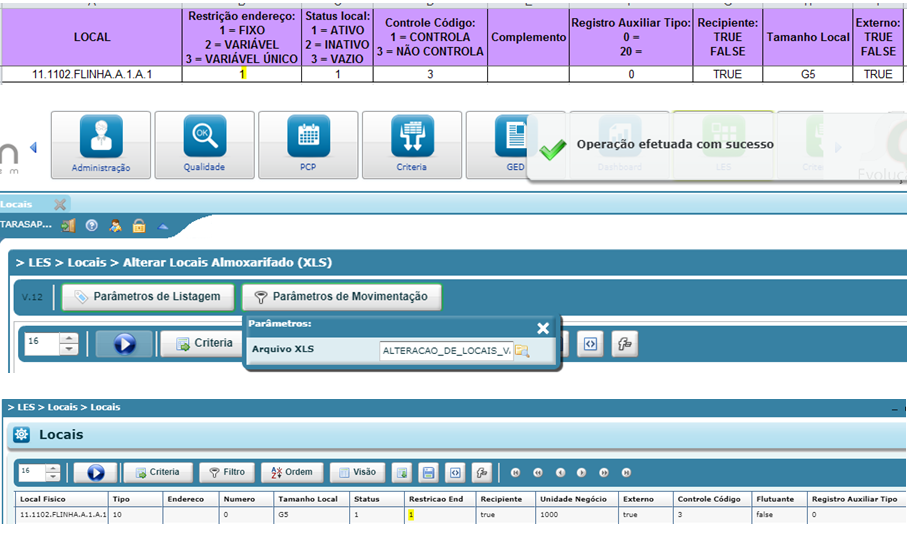 LOCAL
Restrição endereço:
1 = FIXO
2 = VARIÁVEL
3 = VARIÁVEL ÚNICO
Status local:
1 = ATIVO
2 = INATIVO
3 = VAZIO
Controle Código:
1 = CONTROLA
3 = NÃO CONTROLA
Complemento
Registro Auxiliar Tipo:
0 =
20 =
Recipiente:
TRUE
FALSE
Tamanho Local
Externo:
TRUE
FALSE
11.1102.FLINHA.A.1.A.1 1 1 3 0 TRUE G5 TRUE
Administração Qualidade PCP Criteria GED Dashboard LES
Operação efetuada com sucesso
Evoluç
Locais
TARASAP...
> LES > Locais > Alterar Locais Almoxarifado (XLS)
V.12 Parâmetros de Listagem Parâmetros de Movimentação
Parâmetros:
16 Criteria
Arquivo XLS ALTERACAO_DE_LOCAIS_V.
> LES > Locais > Locais
Locais
16 Criteria Filtro Ordem Visão
Local Fisico Tipo Endereco Numero Tamanho Local Status Restricao End Recipiente Unidade Negócio Externo Controle Código Flutuante Registro Auxiliar Tipo
11.1102.FLINHA.A.1.A.1 10 0 G5 1 1 true 1000 true 3 false 0